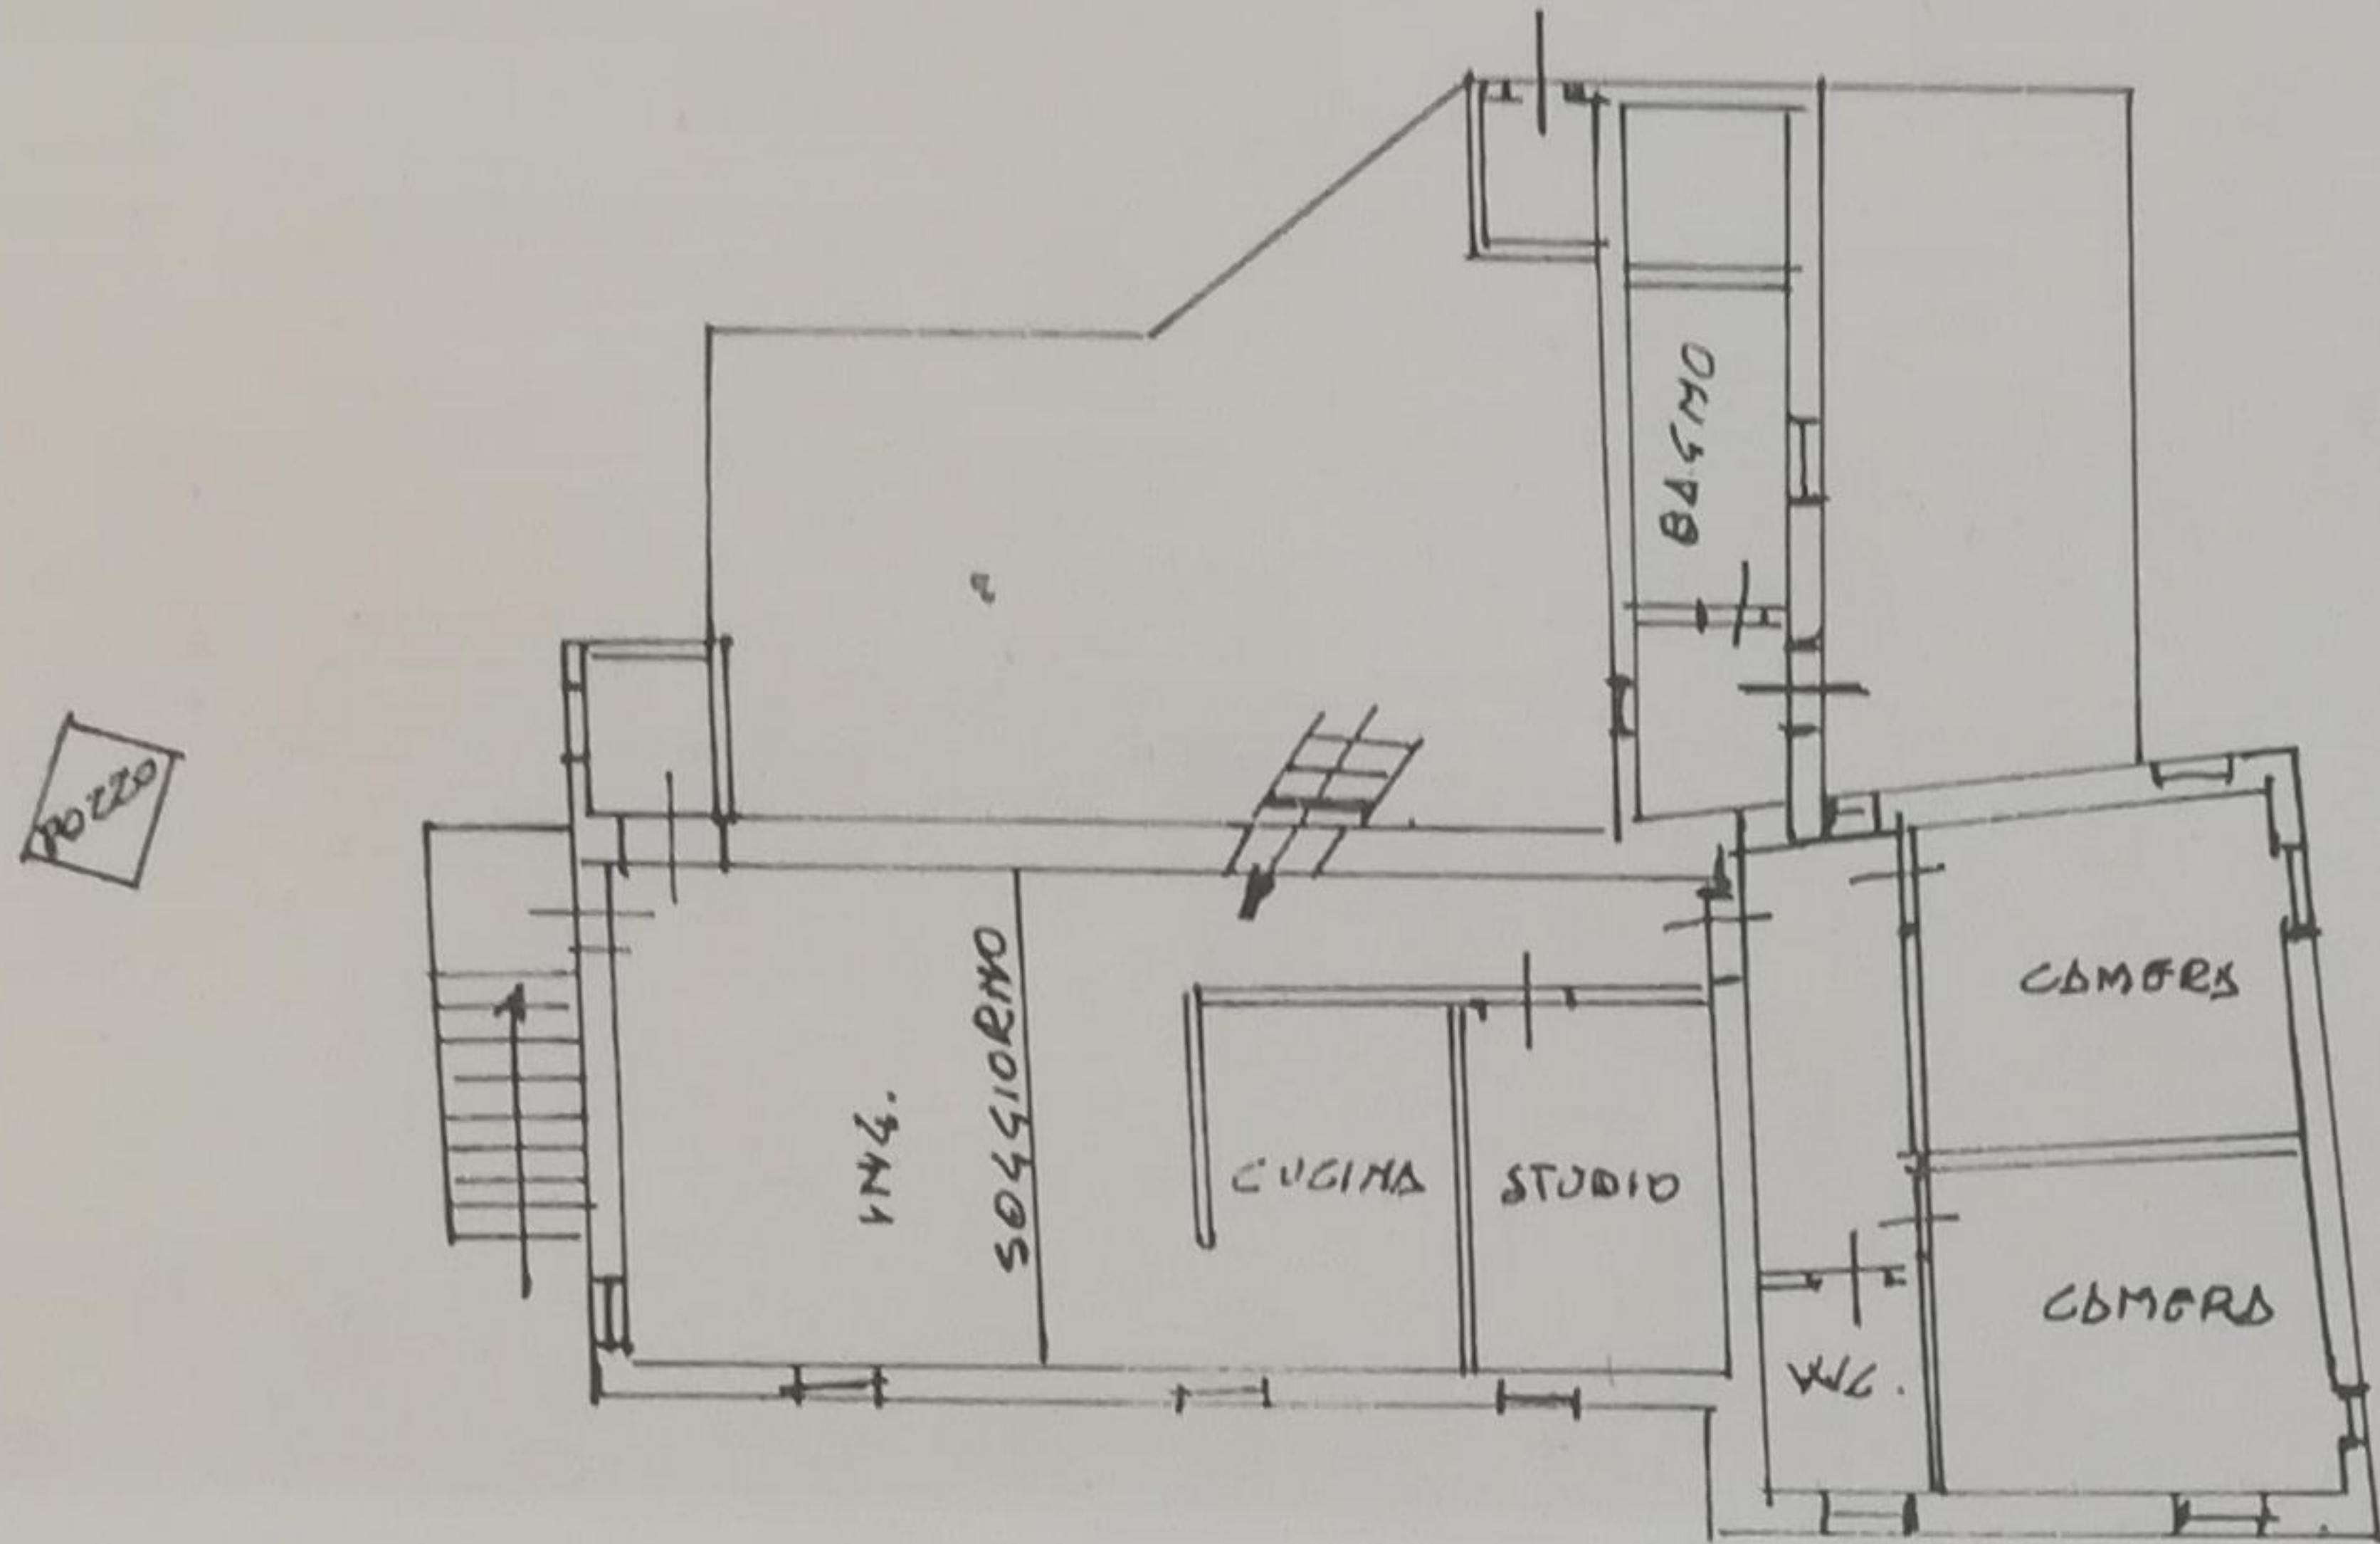 BAGNO
POZZO
CAMERA
SOGGIORNO
ING.
CUCINA
STUDIO
CAMERA
W.C.